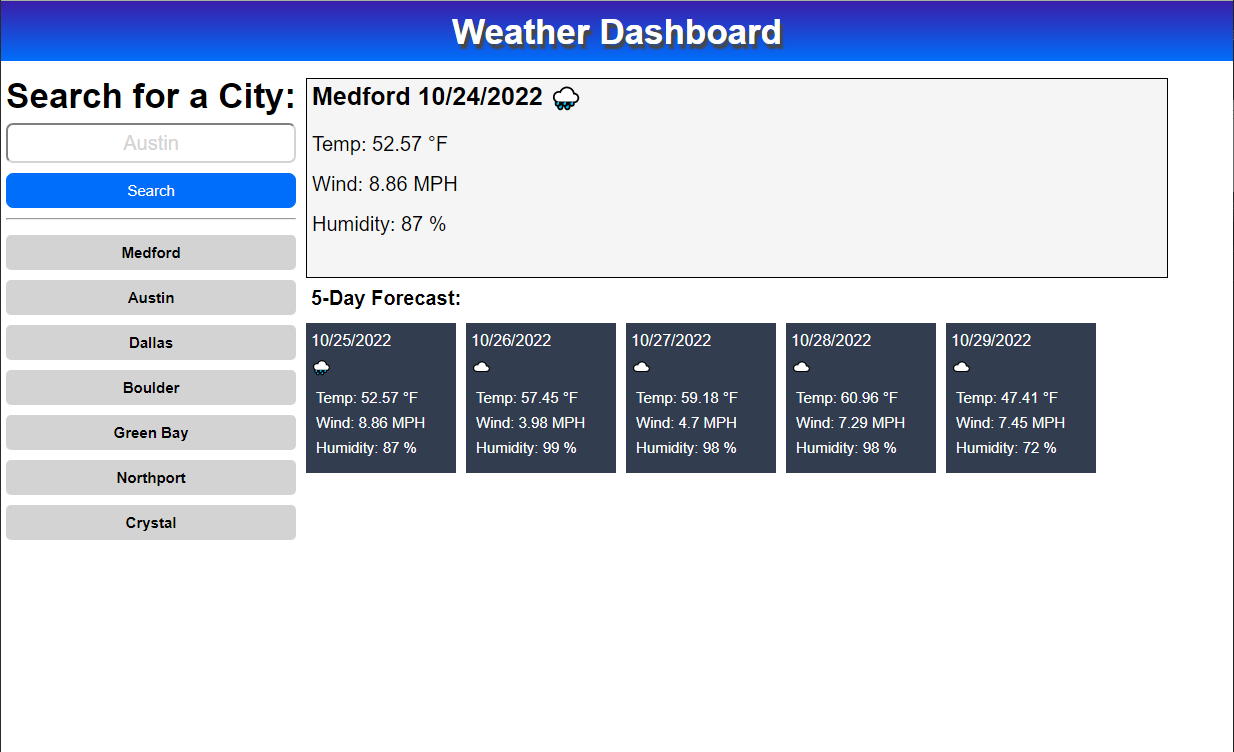 Weather Dashboard
Search for a City:
Austin
Search
Medford
Austin
Dallas
Boulder
Green Bay
Northport
Crystal
Medford 10/24/2022
Temp: 52.57 °F
Wind: 8.86 MPH
Humidity: 87 %
5-Day Forecast:
10/25/2022
Temp: 52.57 °F
Wind: 8.86 MPH
Humidity: 87 %
10/26/2022
Temp: 57.45 °F
Wind: 3.98 MPH
Humidity: 99 %
10/27/2022
Temp: 59.18 °F
Wind: 4.7 MPH
Humidity: 98 %
10/28/2022
Temp: 60.96 °F
Wind: 7.29 MPH
Humidity: 98 %
10/29/2022
Temp: 47.41 °F
Wind: 7.45 MPH
Humidity: 72 %